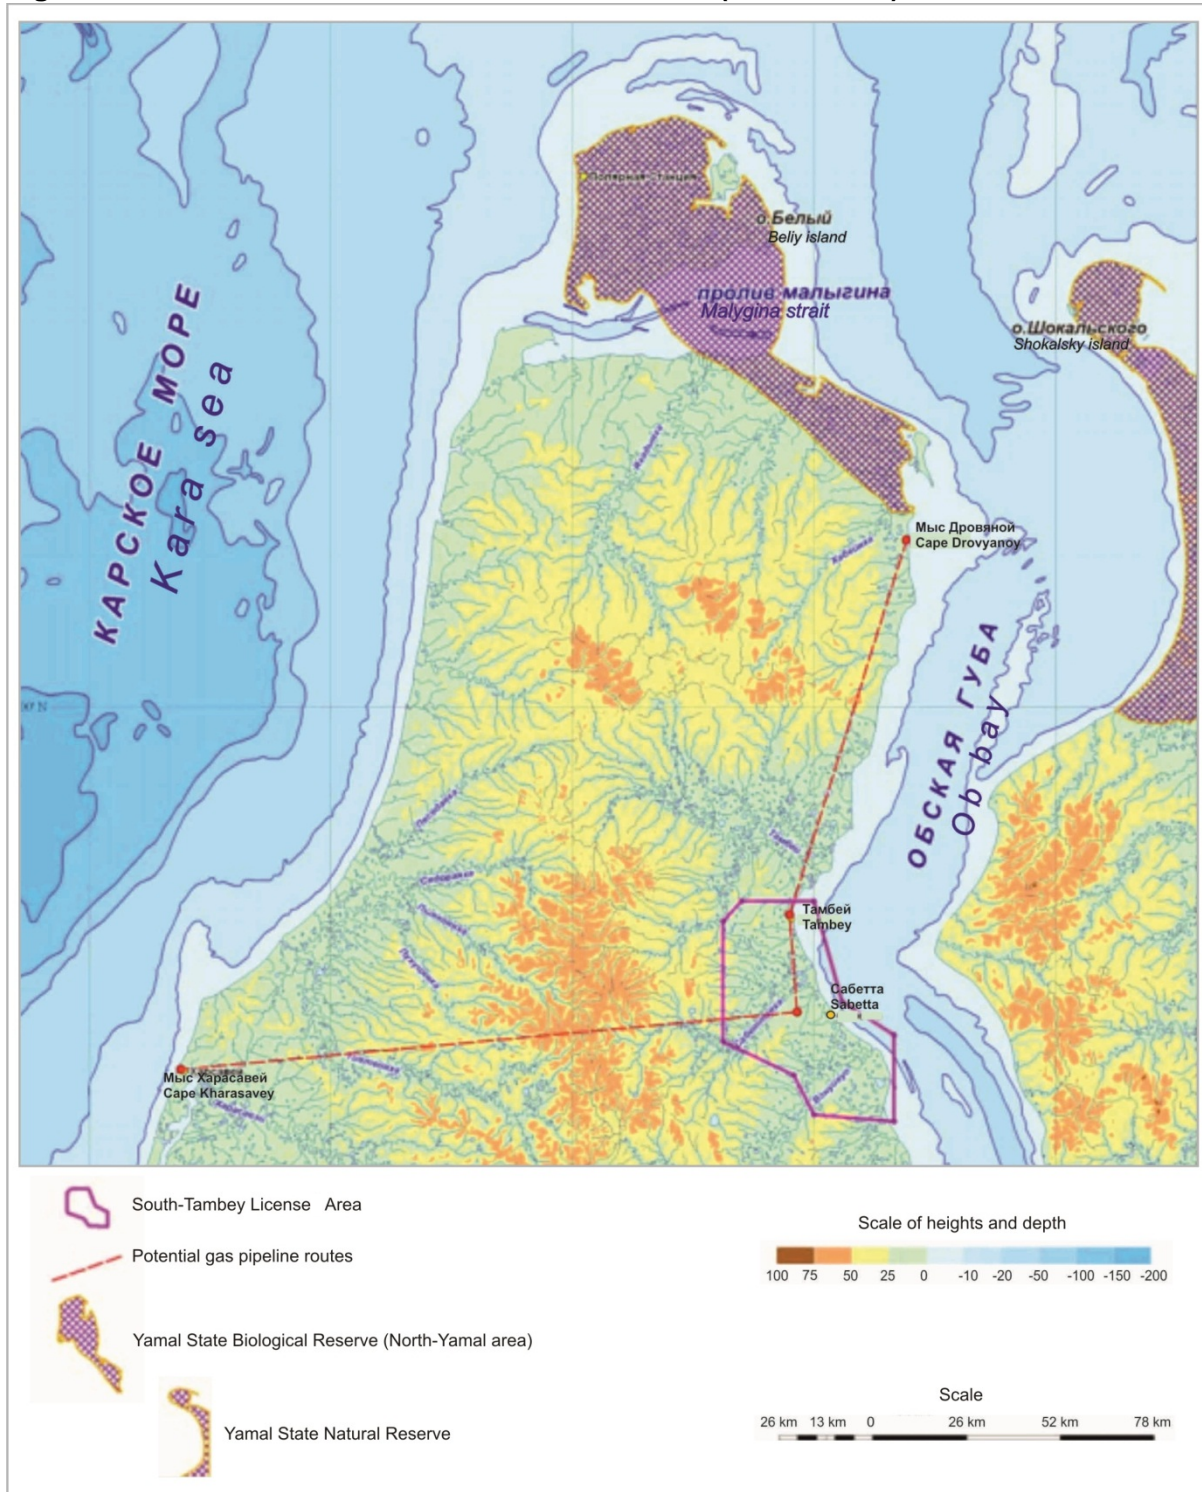 Полярная станция
о.Белый
Beliy island
пролив малыгина
Malygina strait
о.Шокальского
Shokalsky island
КАРСКОЕ МОРЕ
Kara sea
Мыс Дровяной
Cape Drovyanoy
ОБСКАЯ ГУБА
Ob bay
Тамбей
Тамбей
Tambey
Сабетта
Sabetta
Мыс Харасавей
Cape Kharasavey
South-Tambey License Area
Potential gas pipeline routes
Yamal State Biological Reserve (North-Yamal area)
Yamal State Natural Reserve
Scale of heights and depth
100 75 50 25 0 -10 -20 -50 -100 -150 -200
Scale
26 km 13 km 0 26 km 52 km 78 km